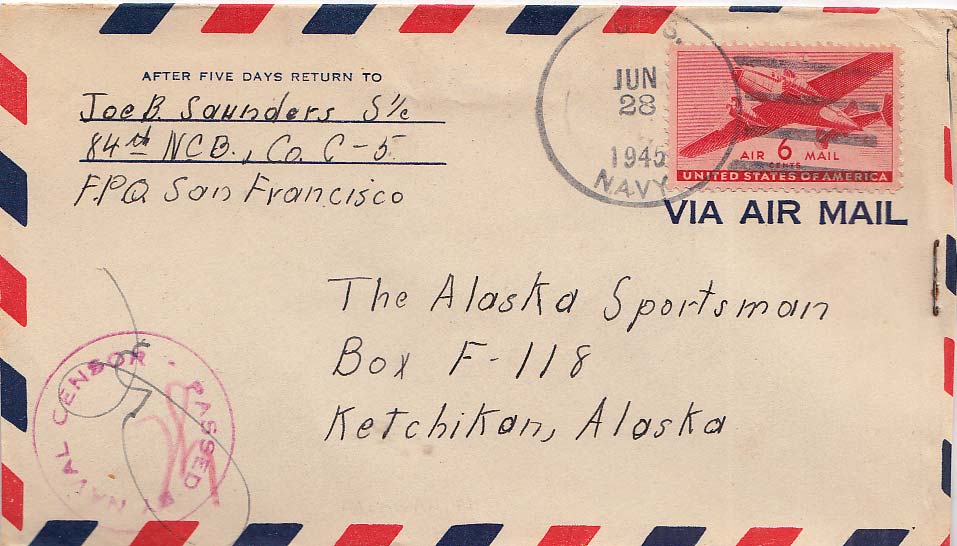 AFTER FIVE DAYS RETURN TO
Joe B. Saunders S1/c
84th NCB., Co. C-5
F.P.O. San Francisco
U.S.
JUN
28
1945
NAVY
AIR 6 MAIL
CENTS
UNITED STATES OF AMERICA
VIA AIR MAIL
The Alaska Sportsman
Box F-118
Ketchikan, Alaska
PASSED BY NAVAL CENSOR